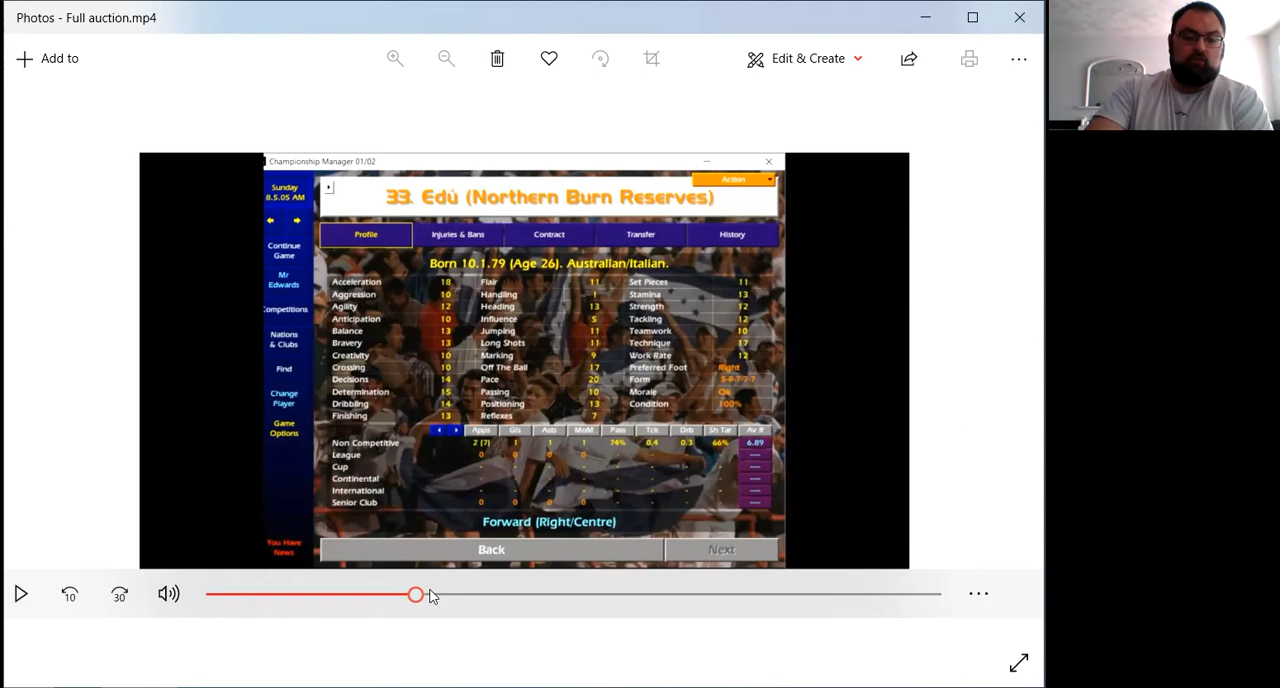 Photos - Full auction.mp4
Add to
Edit & Create
Championship Manager 01/02
Sunday
8.5.05 AM
Continue
Game
Mr
Edwards
Competitions
Nations
& Clubs
Find
Change
Player
Game
Options
You Have
News
Action
33. Edú (Northern Burn Reserves)
Profile Injuries & Bans Contract Transfer History
Born 10.1.79 (Age 26). Australian/Italian.
Acceleration 18 Flair 11 Set Pieces 11
Aggression 10 Handling 1 Stamina 13
Agility 12 Heading 13 Strength 12
Anticipation 10 Influence 5 Tackling 12
Balance 13 Jumping 11 Teamwork 10
Bravery 13 Long Shots 11 Technique 17
Creativity 10 Marking 9 Work Rate 12
Crossing 10 Off The Ball 17 Preferred Foot Right
Decisions 14 Pace 20 Form 5-8-7-7-7
Determination 15 Passing 10 Morale Ok
Dribbling 14 Positioning 13 Condition 100%
Finishing 13 Reflexes 7
Apps Gls Asts MoM Pass Tck Drb Sh Tar Av R
Non Competitive 2 (7) 1 1 1 74% 0.4 0.3 66% 6.89
League 0 0 0 0 - - - - ----
Cup - - - - - - - - ----
Continental - - - - - - - - ----
International - - - - - - - - ----
Senior Club 0 0 0 0 - - - - ----
Forward (Right/Centre)
Back Next
10 30